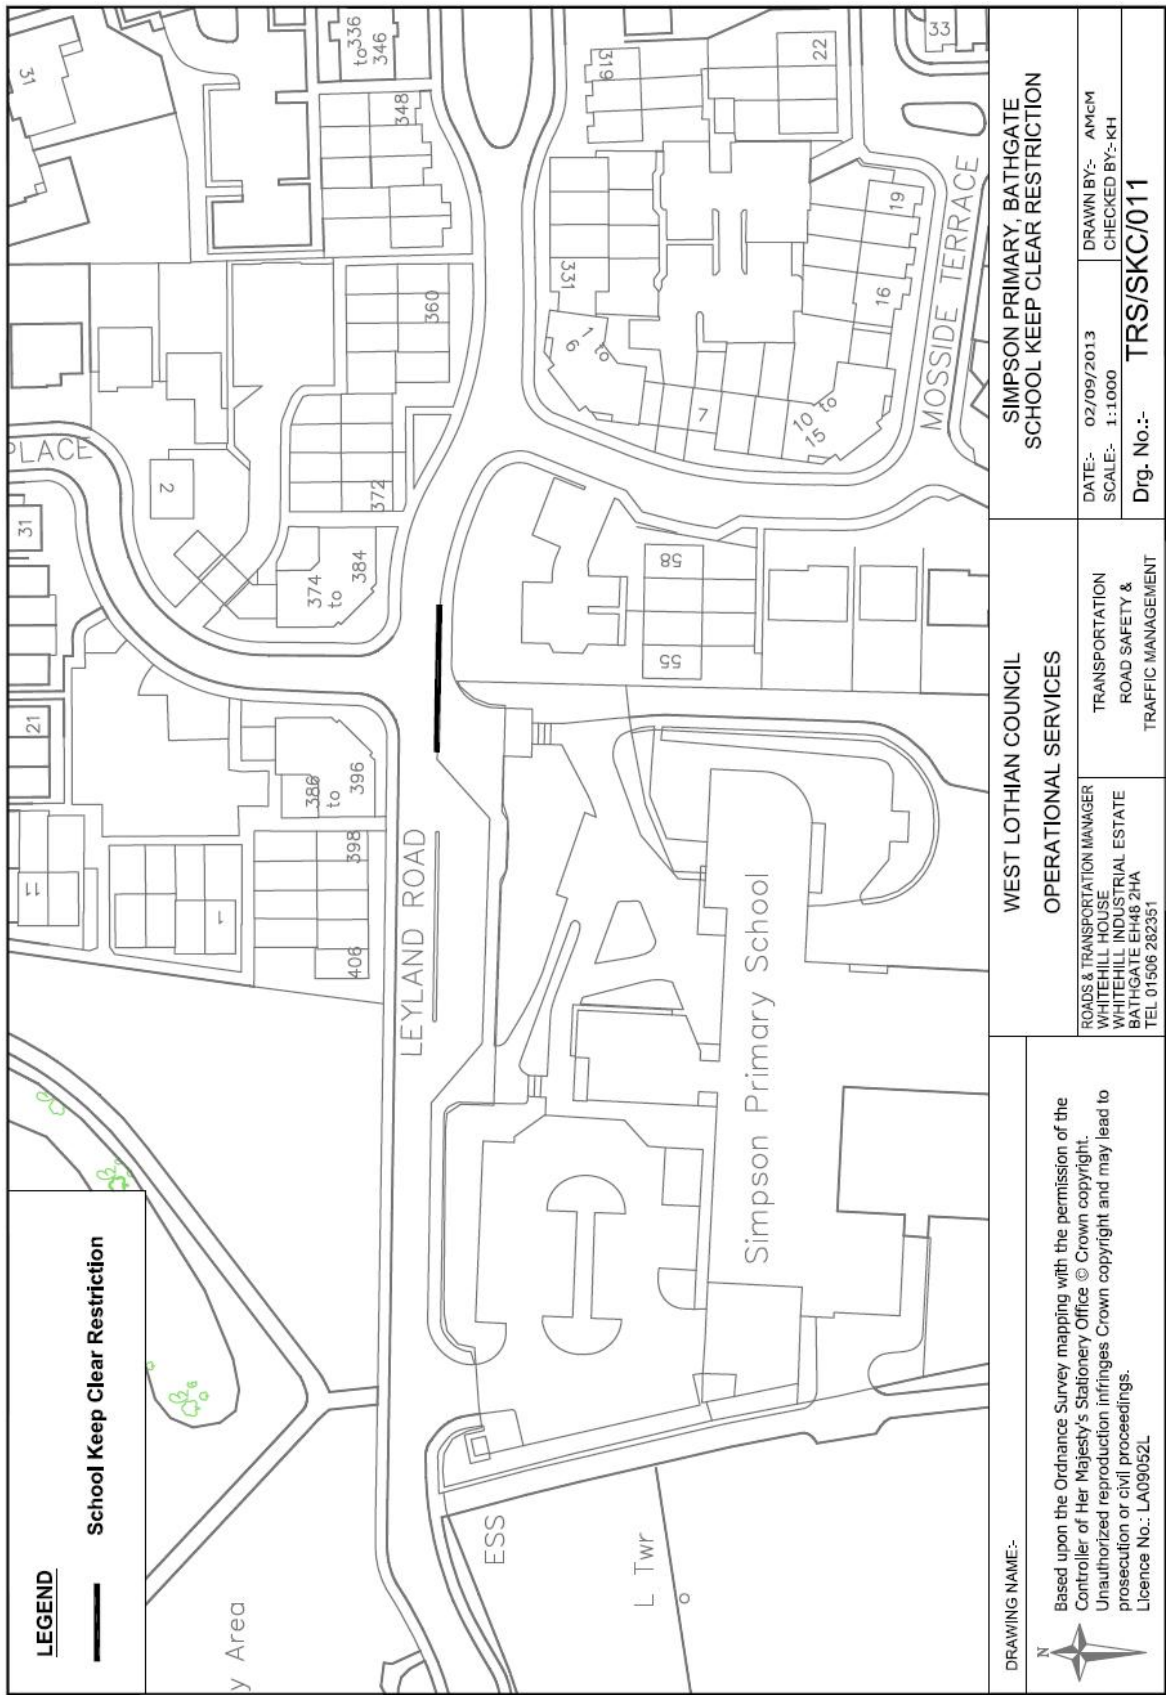 LEGEND
School Keep Clear Restriction
y Area
ESS
L Twr
LEYLAND ROAD
Simpson Primary School
MOSSIDE TERRACE
PLACE
31
to 336
346
348
360
372
2
374
to
384
31
21
386
to
396
398
406
11
1
319
22
33
331
1 to
6
7
10 to
15
16
19
58
55
DRAWING NAME:-
N
Based upon the Ordnance Survey mapping with the permission of the
Controller of Her Majesty's Stationery Office © Crown copyright.
Unauthorized reproduction infringes Crown copyright and may lead to
prosecution or civil proceedings.
Licence No.: LA09052L
WEST LOTHIAN COUNCIL
OPERATIONAL SERVICES
ROADS & TRANSPORTATION MANAGER
WHITEHILL HOUSE
WHITEHILL INDUSTRIAL ESTATE
BATHGATE EH48 2HA
TEL 01506 282351
TRANSPORTATION
ROAD SAFETY &
TRAFFIC MANAGEMENT
SIMPSON PRIMARY, BATHGATE
SCHOOL KEEP CLEAR RESTRICTION
DATE:- 02/09/2013
SCALE:- 1:1000
DRAWN BY:- AMcM
CHECKED BY:- KH
Drg. No.:- TRS/SKC/011